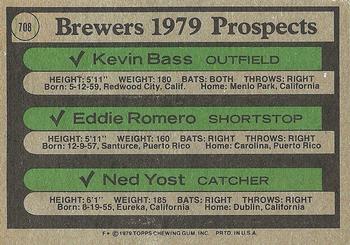 708
Brewers 1979 Prospects
✓ Kevin Bass OUTFIELD
HEIGHT: 5'11" WEIGHT: 180 BATS: BOTH THROWS: RIGHT
Born: 5-12-59, Redwood City, Calif. Home: Menlo Park, California
✓ Eddie Romero SHORTSTOP
HEIGHT: 5'11" WEIGHT: 160 BATS: RIGHT THROWS: RIGHT
Born: 12-9-57, Santurce, Puerto Rico Home: Carolina, Puerto Rico
✓ Ned Yost CATCHER
HEIGHT: 6'1" WEIGHT: 185 BATS: RIGHT THROWS: RIGHT
Born: 8-19-55, Eureka, California Home: Dublin, California
F* © 1979 TOPPS CHEWING GUM, INC. PRTD. IN U.S.A.